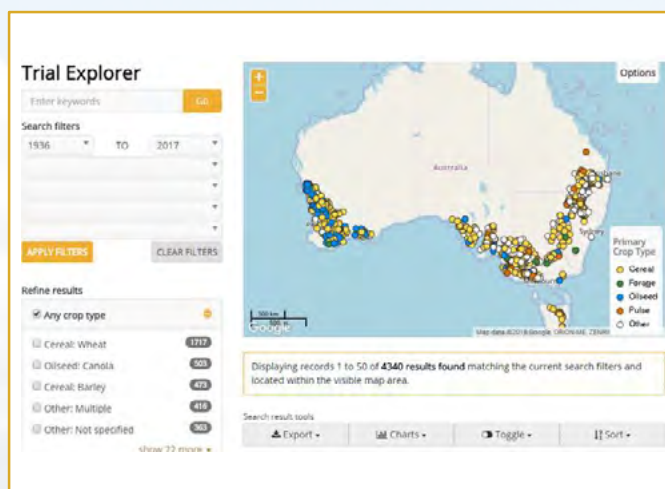 Trial Explorer
Enter keywords
GO
Search filters
1936 TO 2017
APPLY FILTERS
CLEAR FILTERS
Refine results
Any crop type
Cereal: Wheat 1717
Oilseed: Canola 503
Cereal: Barley 473
Other: Multiple 416
Other: Not specified 363
show 22 more
Options
Australia
Sydney
Primary
Crop Type
Cereal
Forage
Oilseed
Pulse
Other
Google
Displaying records 1 to 50 of 4340 results found matching the current search filters and
located within the visible map area.
Search result tools
Export
Charts
Toggle
Sort